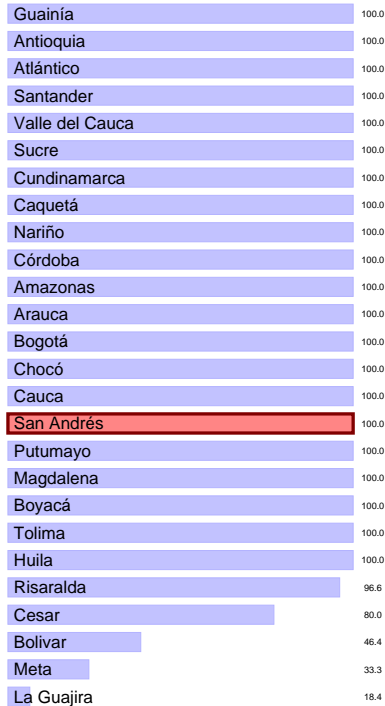 Guainía 100.0
Antioquia 100.0
Atlántico 100.0
Santander 100.0
Valle del Cauca 100.0
Sucre 100.0
Cundinamarca 100.0
Caquetá 100.0
Nariño 100.0
Córdoba 100.0
Amazonas 100.0
Arauca 100.0
Bogotá 100.0
Chocó 100.0
Cauca 100.0
San Andrés 100.0
Putumayo 100.0
Magdalena 100.0
Boyacá 100.0
Tolima 100.0
Huila 100.0
Risaralda 96.6
Cesar 80.0
Bolivar 46.4
Meta 33.3
La Guajira 18.4